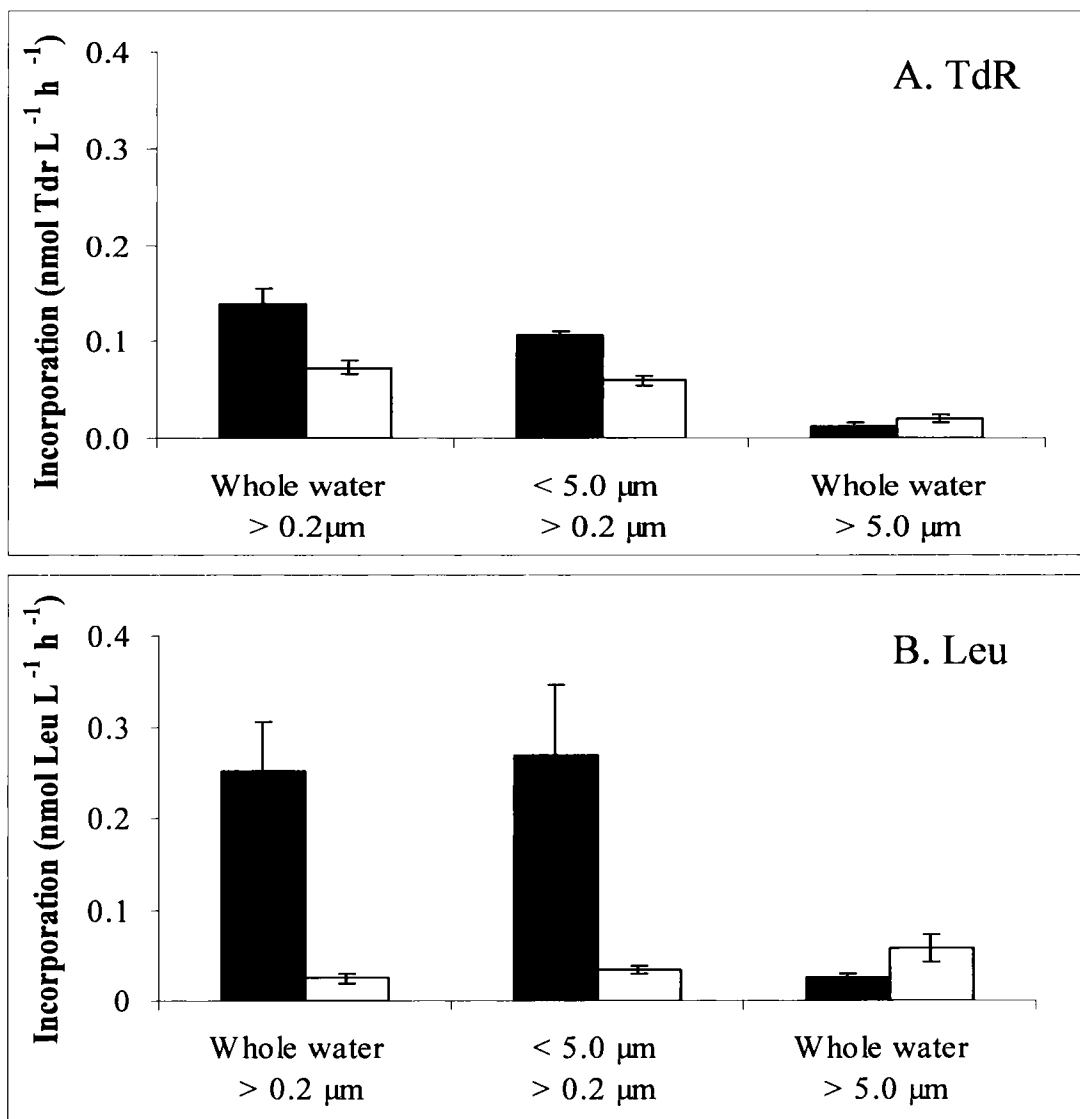 A. TdR
Incorporation (nmol Tdr L⁻¹ h⁻¹)
0.4
0.3
0.2
0.1
0.0
Whole water
> 0.2µm
< 5.0 µm
> 0.2 µm
Whole water
> 5.0 µm
B. Leu
Incorporation (nmol Leu L⁻¹ h⁻¹)
0.4
0.3
0.2
0.1
0
Whole water
> 0.2 µm
< 5.0 µm
> 0.2 µm
Whole water
> 5.0 µm